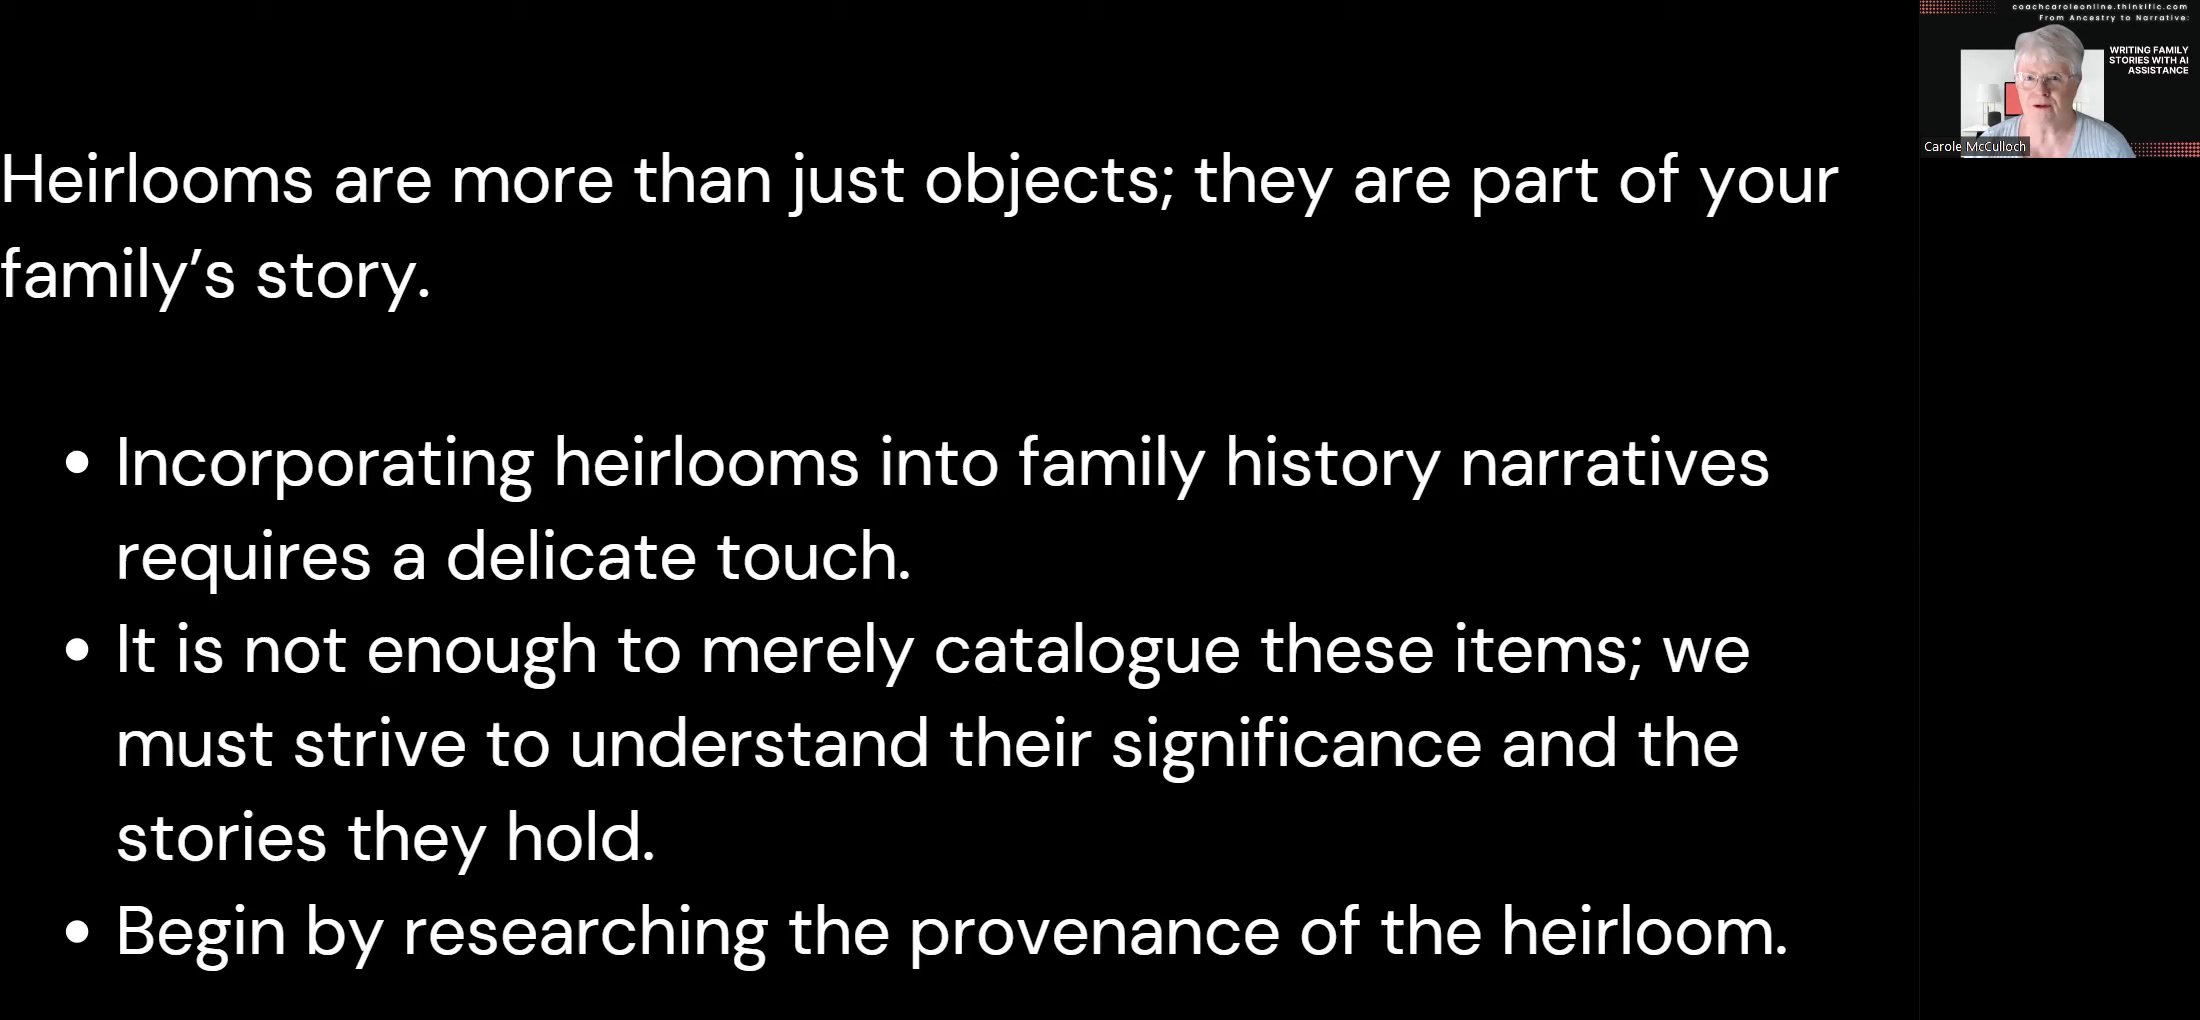 Heirlooms are more than just objects; they are part of your
family’s story.
• Incorporating heirlooms into family history narratives
requires a delicate touch.
• It is not enough to merely catalogue these items; we
must strive to understand their significance and the
stories they hold.
• Begin by researching the provenance of the heirloom.
coachcaroleonline.thinkific.com
From Ancestry to Narrative:
WRITING FAMILY
STORIES WITH AI
ASSISTANCE
Carole McCulloch